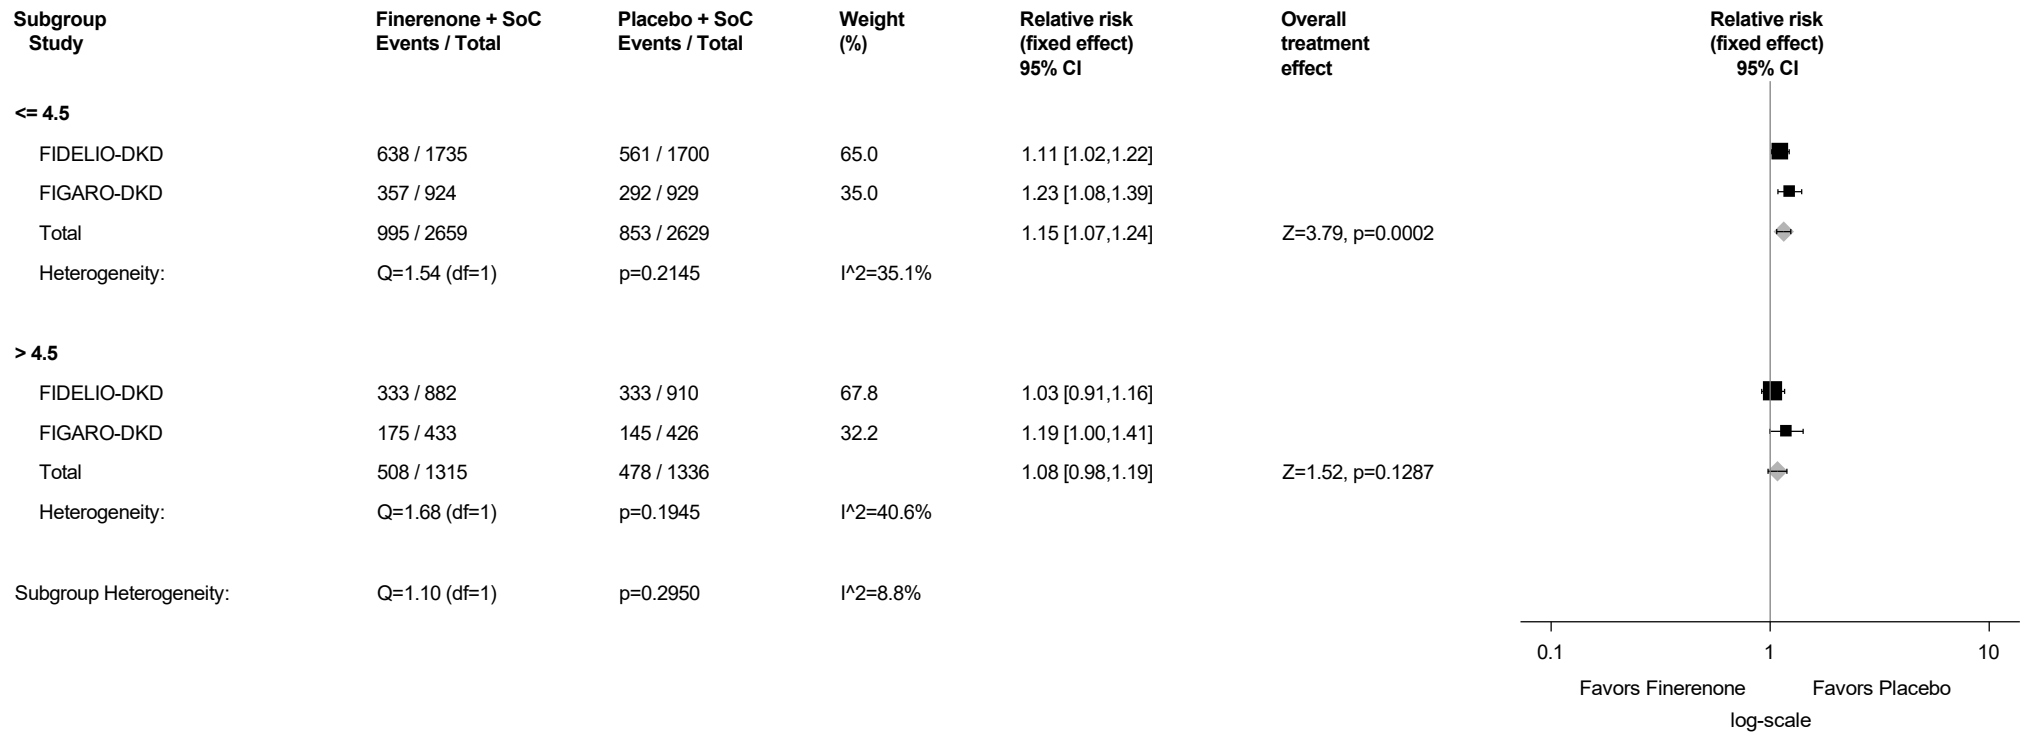 Subgroup Finerenone + SoC Placebo + SoC Weight Relative risk Overall Relative risk
Study Events / Total Events / Total (%) (fixed effect) treatment (fixed effect)
95% CI effect 95% CI
<= 4.5
FIDELIO-DKD 638 / 1735 561 / 1700 65.0 1.11 [1.02,1.22]
FIGARO-DKD 357 / 924 292 / 929 35.0 1.23 [1.08,1.39]
Total 995 / 2659 853 / 2629 1.15 [1.07,1.24] Z=3.79, p=0.0002
Heterogeneity: Q=1.54 (df=1) p=0.2145 I^2=35.1%
> 4.5
FIDELIO-DKD 333 / 882 333 / 910 67.8 1.03 [0.91,1.16]
FIGARO-DKD 175 / 433 145 / 426 32.2 1.19 [1.00,1.41]
Total 508 / 1315 478 / 1336 1.08 [0.98,1.19] Z=1.52, p=0.1287
Heterogeneity: Q=1.68 (df=1) p=0.1945 I^2=40.6%
Subgroup Heterogeneity: Q=1.10 (df=1) p=0.2950 I^2=8.8%
0.1 1 10
Favors Finerenone Favors Placebo
log-scale